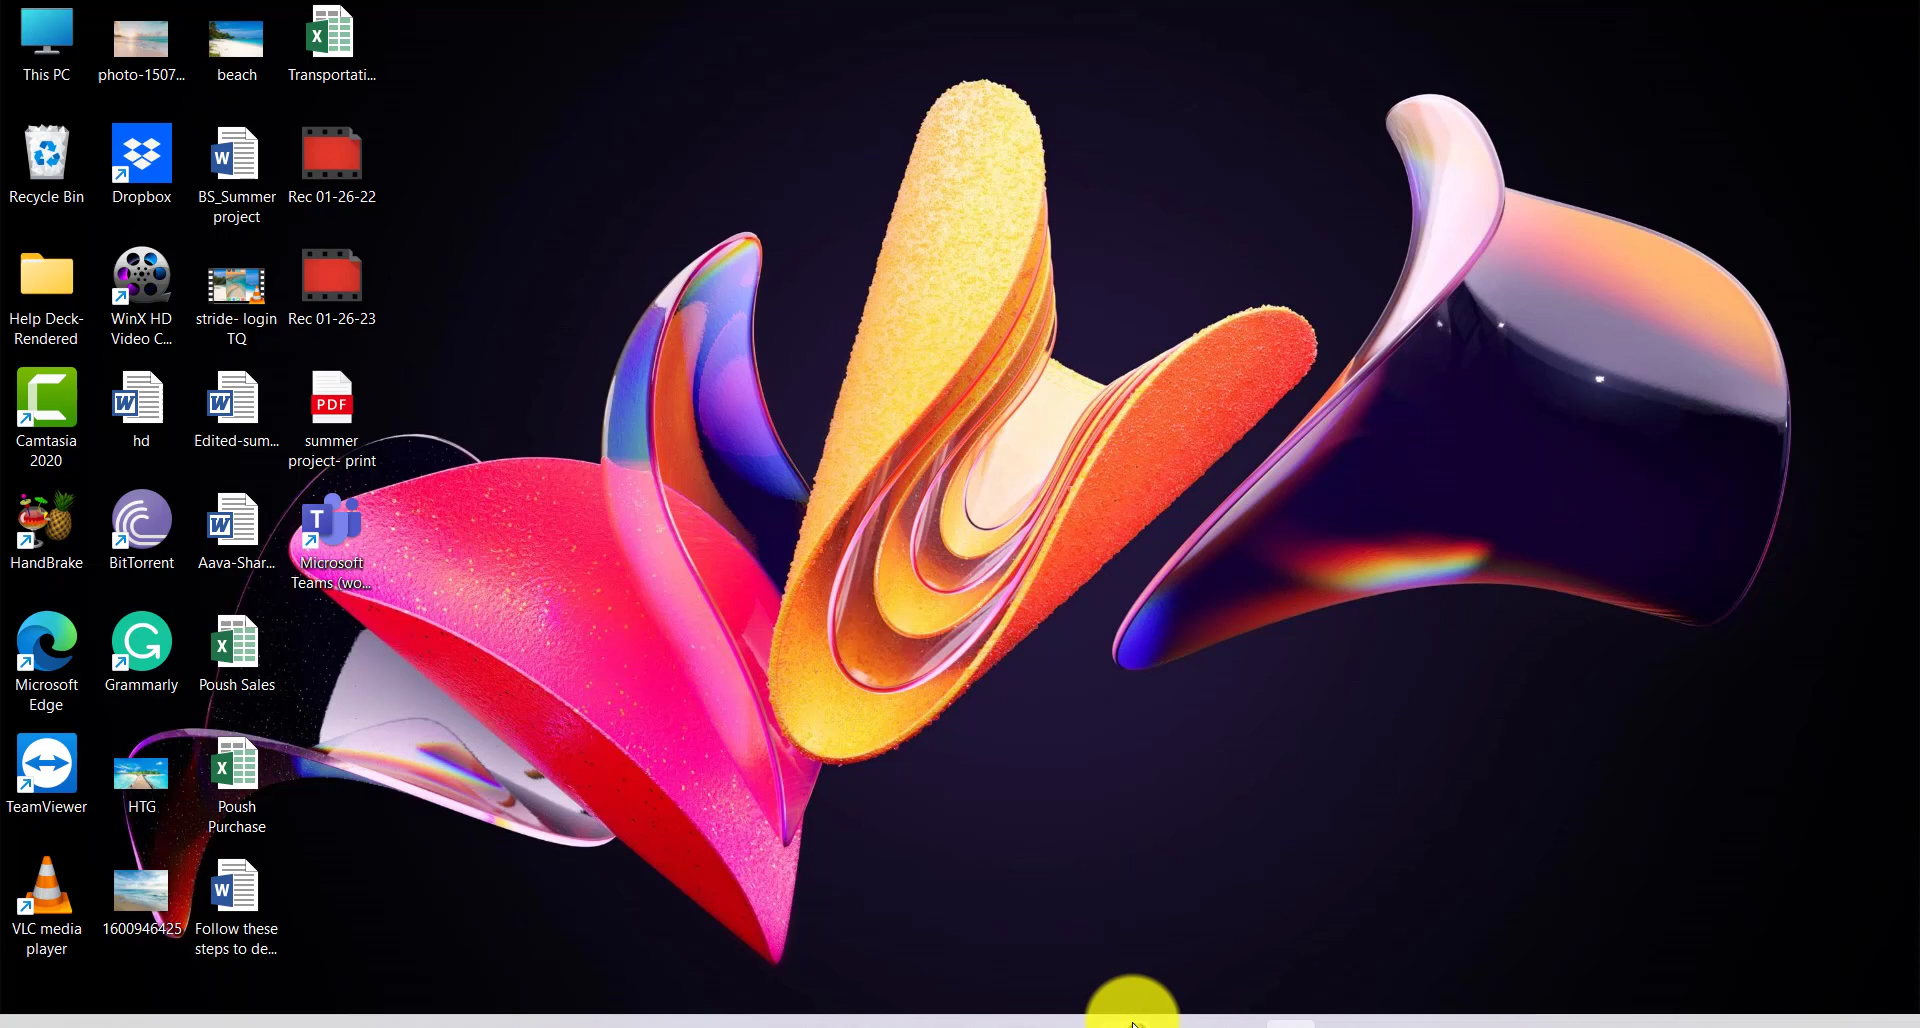 This PC
photo-1507...
beach
Transportati...
Recycle Bin
Dropbox
BS_Summer
project
Rec 01-26-22
Help Deck-
Rendered
WinX HD
Video C...
stride- login
TQ
Rec 01-26-23
Camtasia
2020
hd
Edited-sum...
PDF
summer
project- print
HandBrake
BitTorrent
Aava-Shar...
Microsoft
Teams (wo...
Microsoft
Edge
Grammarly
Poush Sales
TeamViewer
HTG
Poush
Purchase
VLC media
player
1600946425
Follow these
steps to de...